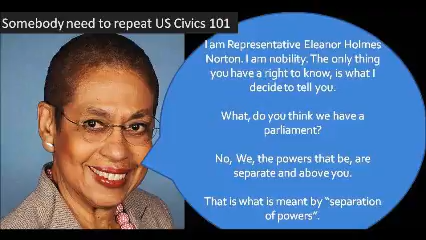 Somebody need to repeat US Civics 101
I am Representative Eleanor Holmes
Norton. I am nobility. The only thing
you have a right to know, is what I
decide to tell you.
What, do you think we have a
parliament?
No, We, the powers that be, are
separate and above you.
That is what is meant by “separation
of powers”.